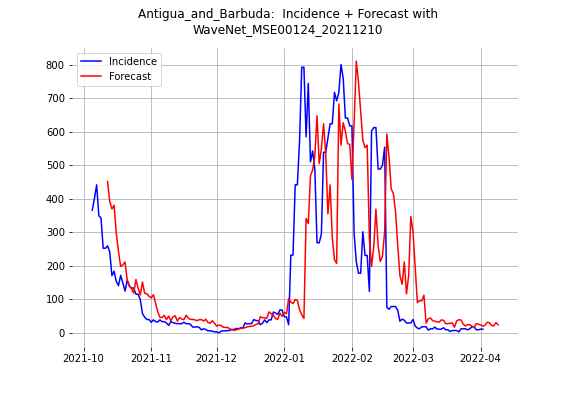 Antigua_and_Barbuda:  Incidence + Forecast with
WaveNet_MSE00124_20211210
Incidence
Forecast
800
700
600
500
400
300
200
100
0
2021-10 2021-11 2021-12 2022-01 2022-02 2022-03 2022-04